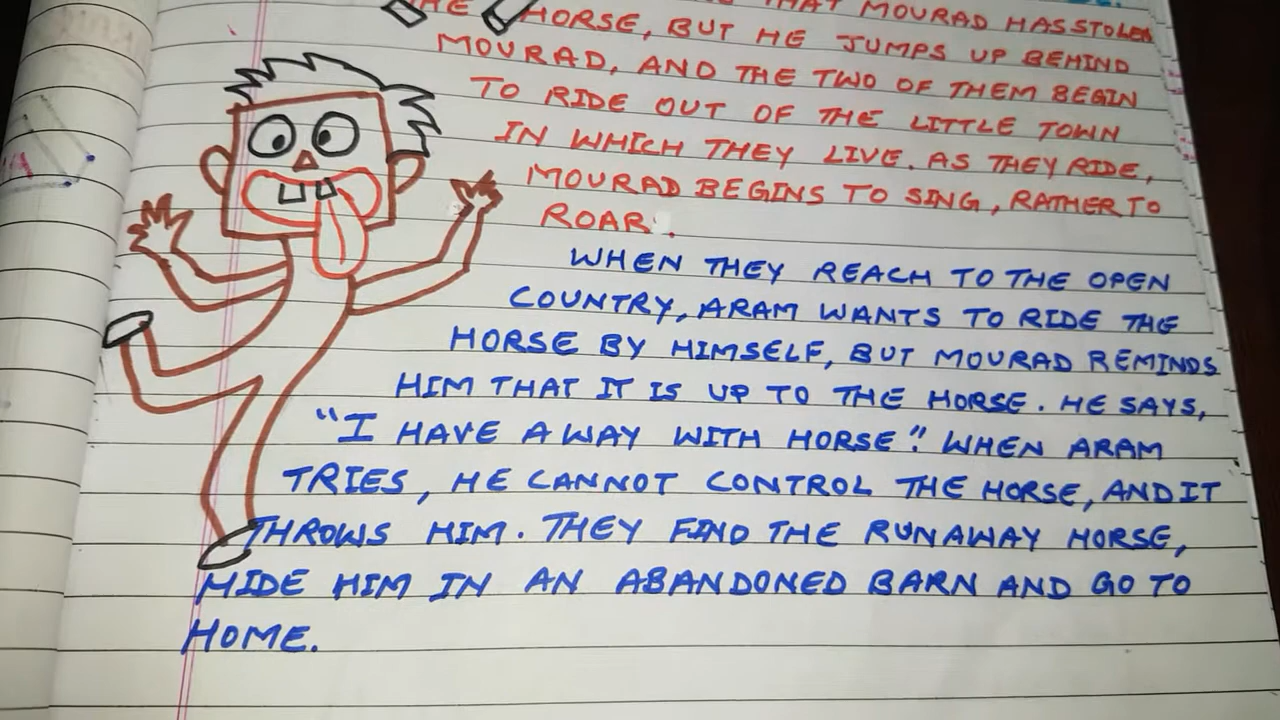 THAT MOURAD HAS STOLEN
HE HORSE, BUT HE JUMPS UP BEHIND
MOURAD, AND THE TWO OF THEM BEGIN
TO RIDE OUT OF THE LITTLE TOWN
IN WHICH THEY LIVE. AS THEY RIDE,
MOURAD BEGINS TO SING, RATHER TO
ROAR.
WHEN THEY REACH TO THE OPEN
COUNTRY, ARAM WANTS TO RIDE THE
HORSE BY HIMSELF, BUT MOURAD REMINDS
HIM THAT IT IS UP TO THE HORSE. HE SAYS,
"I HAVE A WAY WITH HORSE". WHEN ARAM
TRIES, HE CANNOT CONTROL THE HORSE, AND IT
THROWS HIM. THEY FIND THE RUNAWAY HORSE,
HIDE HIM IN AN ABANDONED BARN AND GO TO
HOME.